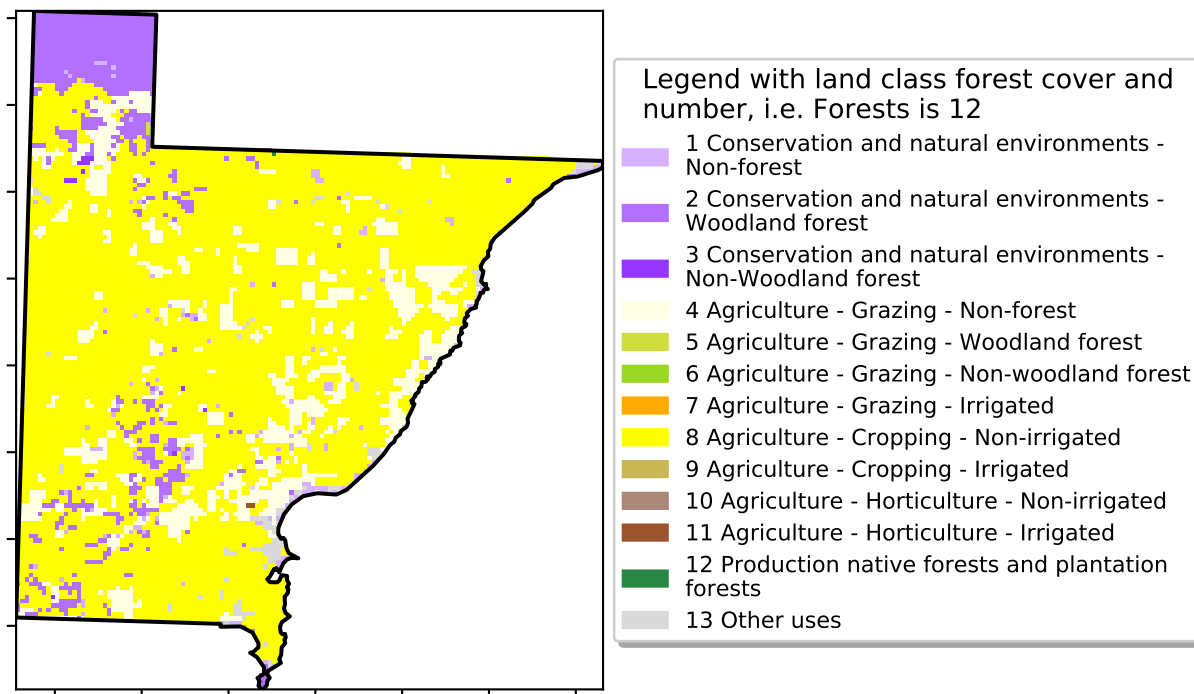 Legend with land class forest cover and
number, i.e. Forests is 12
1 Conservation and natural environments -
Non-forest
2 Conservation and natural environments -
Woodland forest
3 Conservation and natural environments -
Non-Woodland forest
4 Agriculture - Grazing - Non-forest
5 Agriculture - Grazing - Woodland forest
6 Agriculture - Grazing - Non-woodland forest
7 Agriculture - Grazing - Irrigated
8 Agriculture - Cropping - Non-irrigated
9 Agriculture - Cropping - Irrigated
10 Agriculture - Horticulture - Non-irrigated
11 Agriculture - Horticulture - Irrigated
12 Production native forests and plantation
forests
13 Other uses